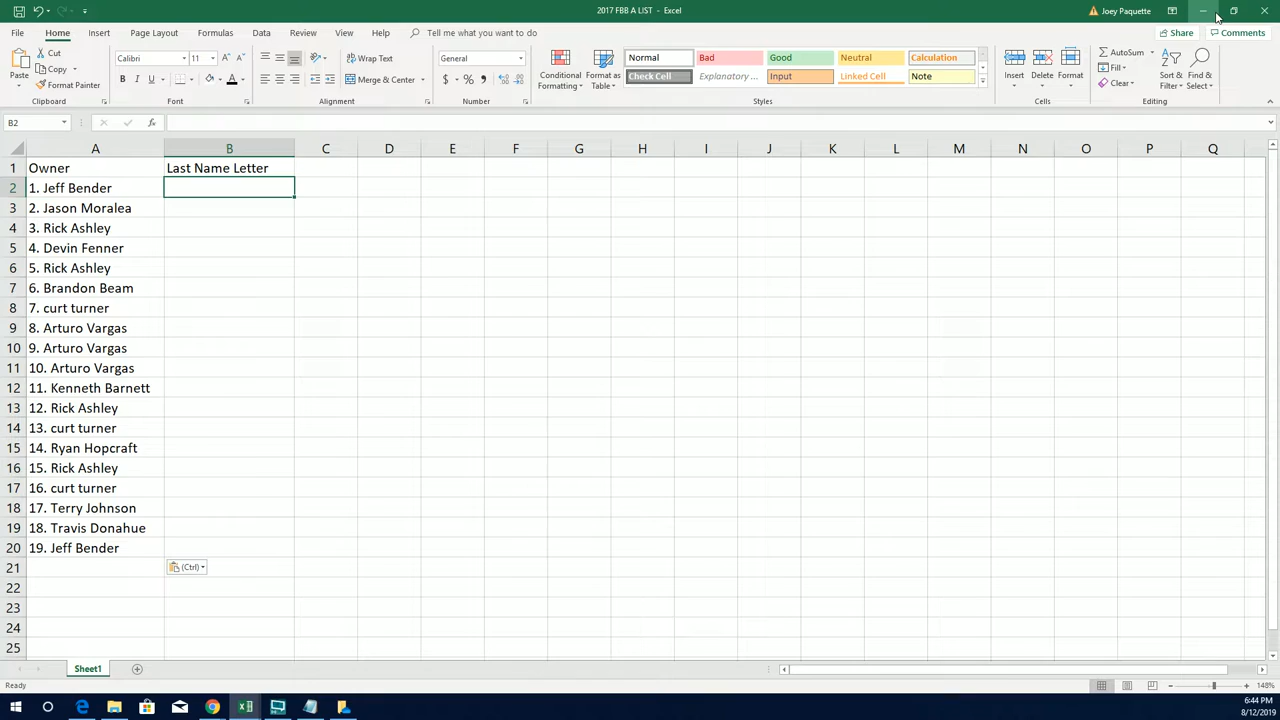 2017 FBB A LIST - Excel
Joey Paquette
File Home Insert Page Layout Formulas Data Review View Help Tell me what you want to do
Share Comments
Paste Cut Copy Format Painter Clipboard
Calibri 11 B I U A Font
Wrap Text Merge & Center Alignment
General $ % , Number
Conditional Formatting Format as Table
Normal Bad Good Neutral Calculation
Check Cell Explanatory ... Input Linked Cell Note
Styles
Insert Delete Format Cells
AutoSum Fill Clear Sort & Filter Find & Select Editing
B2 fx
A B C D E F G H I J K L M N O P Q
1 Owner Last Name Letter
2 1. Jeff Bender
3 2. Jason Moralea
4 3. Rick Ashley
5 4. Devin Fenner
6 5. Rick Ashley
7 6. Brandon Beam
8 7. curt turner
9 8. Arturo Vargas
10 9. Arturo Vargas
11 10. Arturo Vargas
12 11. Kenneth Barnett
13 12. Rick Ashley
14 13. curt turner
15 14. Ryan Hopcraft
16 15. Rick Ashley
17 16. curt turner
18 17. Terry Johnson
19 18. Travis Donahue
20 19. Jeff Bender
21 (Ctrl)
22
23
24
25
Sheet1
Ready 148%
6:44 PM
8/12/2019